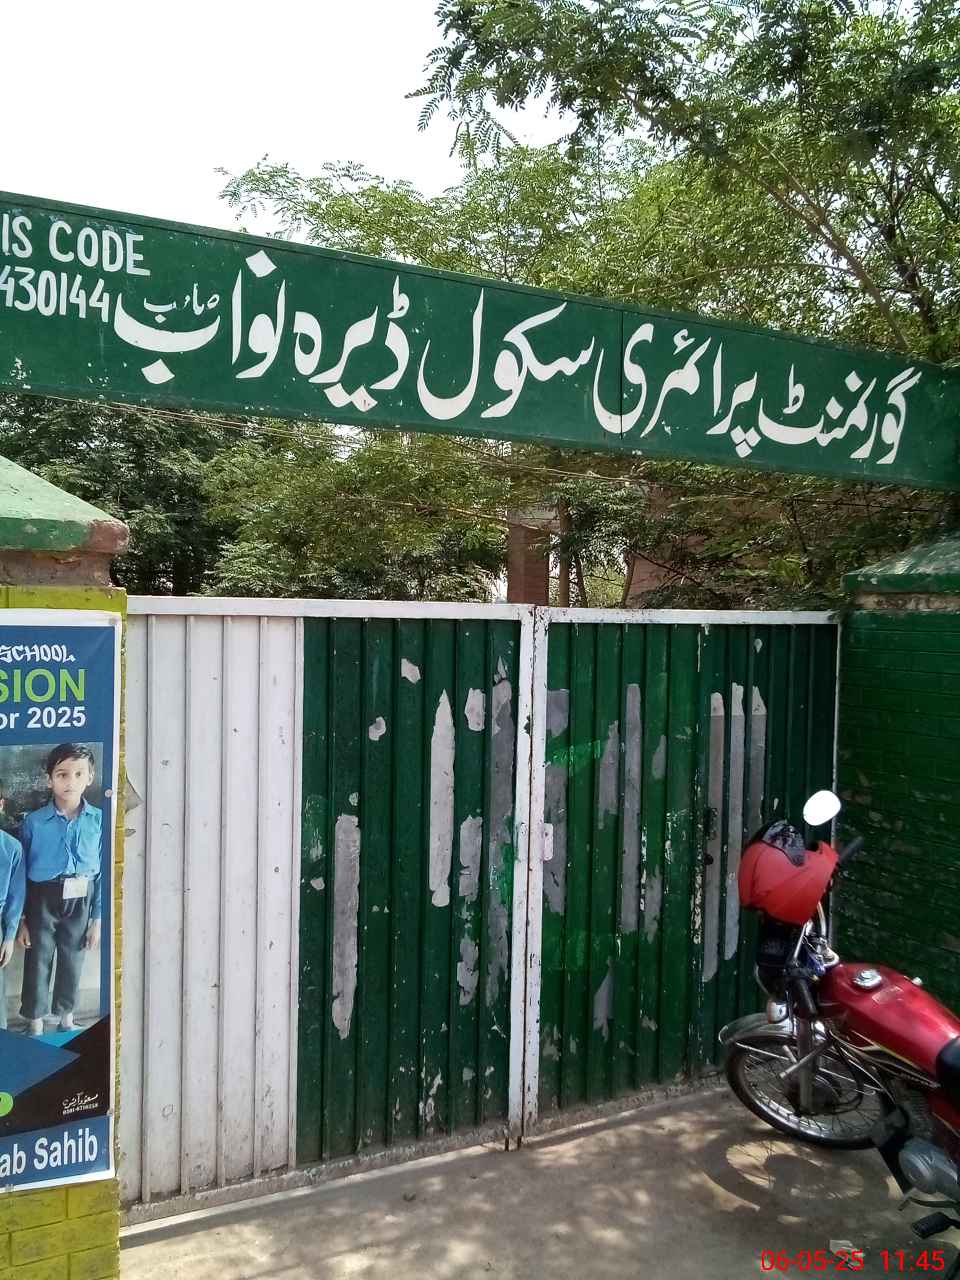 گورنمنٹ پرائمری سکول ڈیرہ نواب
IS CODE
430144
SCHOOL
SION
or 2025
ab Sahib
06-05-25 11:45